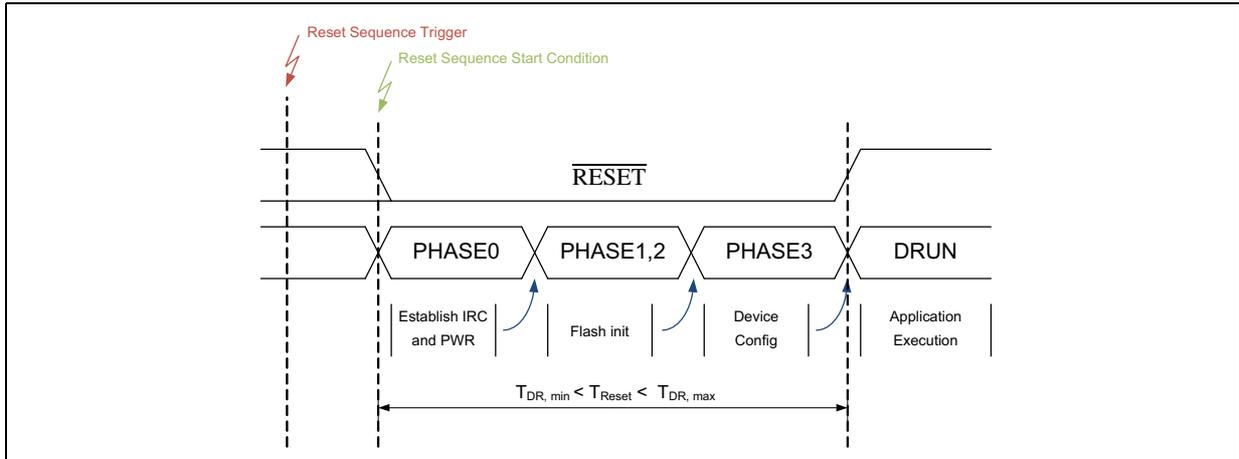 Reset Sequence Trigger
Reset Sequence Start Condition
RESET
PHASE0
PHASE1,2
PHASE3
DRUN
Establish IRC
and PWR
Flash init
Device
Config
Application
Execution
TDR, min < TReset < TDR, max